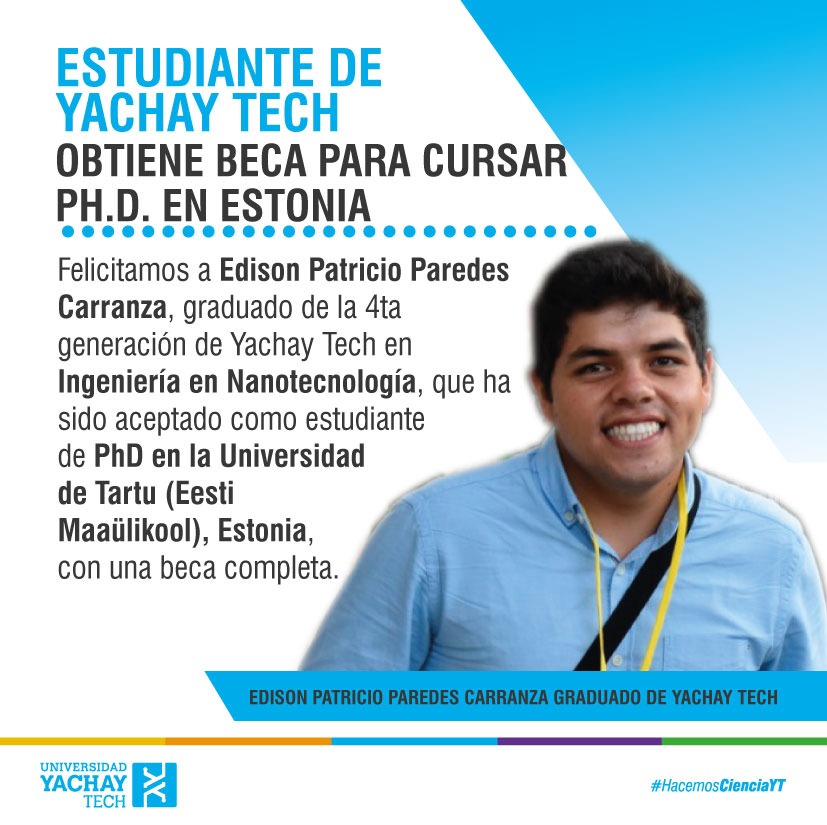 ESTUDIANTE DE
YACHAY TECH
OBTIENE BECA PARA CURSAR
PH.D. EN ESTONIA
Felicitamos a Edison Patricio Paredes
Carranza, graduado de la 4ta
generación de Yachay Tech en
Ingeniería en Nanotecnología, que ha
sido aceptado como estudiante
de PhD en la Universidad
de Tartu (Eesti
Maaülikool), Estonia,
con una beca completa.
EDISON PATRICIO PAREDES CARRANZA GRADUADO DE YACHAY TECH
UNIVERSIDAD
YACHAY
TECH
#HacemosCienciaYT